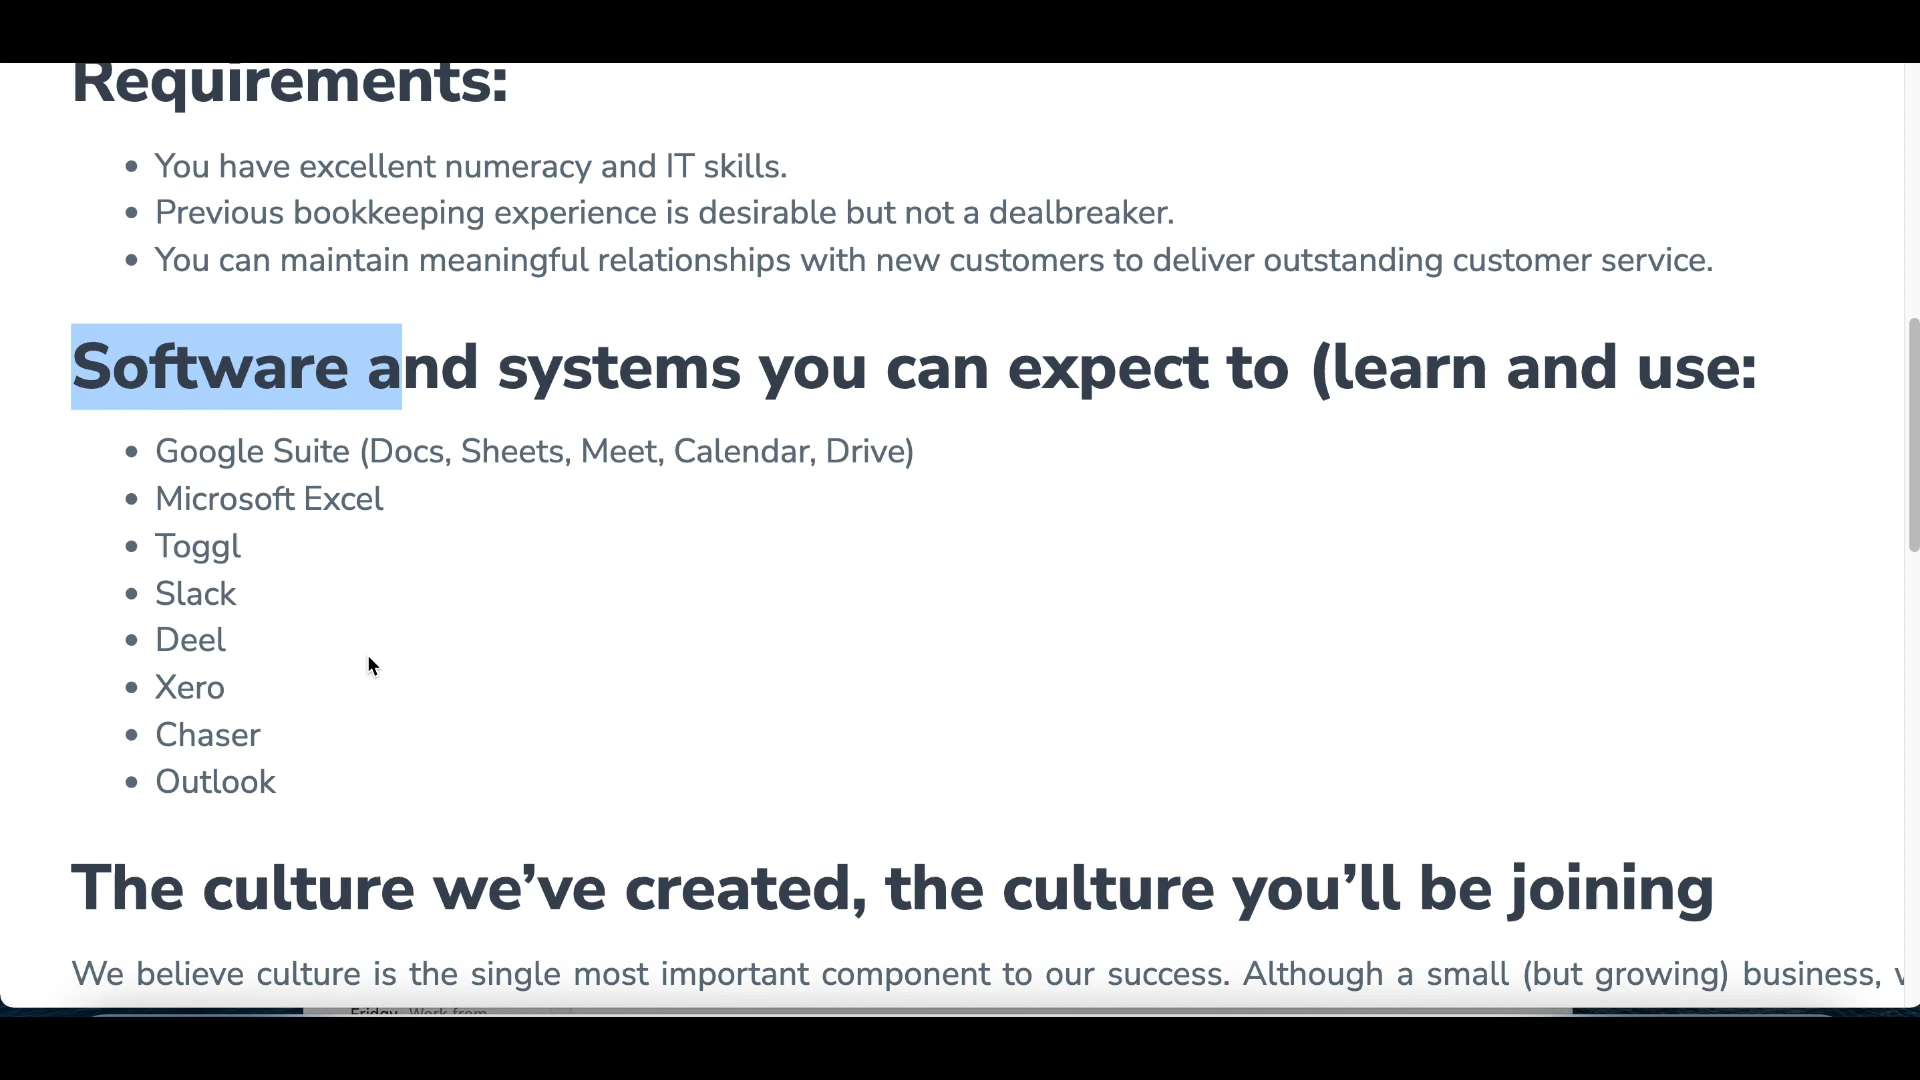 Requirements:
You have excellent numeracy and IT skills.
Previous bookkeeping experience is desirable but not a dealbreaker.
You can maintain meaningful relationships with new customers to deliver outstanding customer service.
Software and systems you can expect to (learn and use:
Google Suite (Docs, Sheets, Meet, Calendar, Drive)
Microsoft Excel
Toggl
Slack
Deel
Xero
Chaser
Outlook
The culture we’ve created, the culture you’ll be joining
We believe culture is the single most important component to our success. Although a small (but growing) business,
Friday Work from